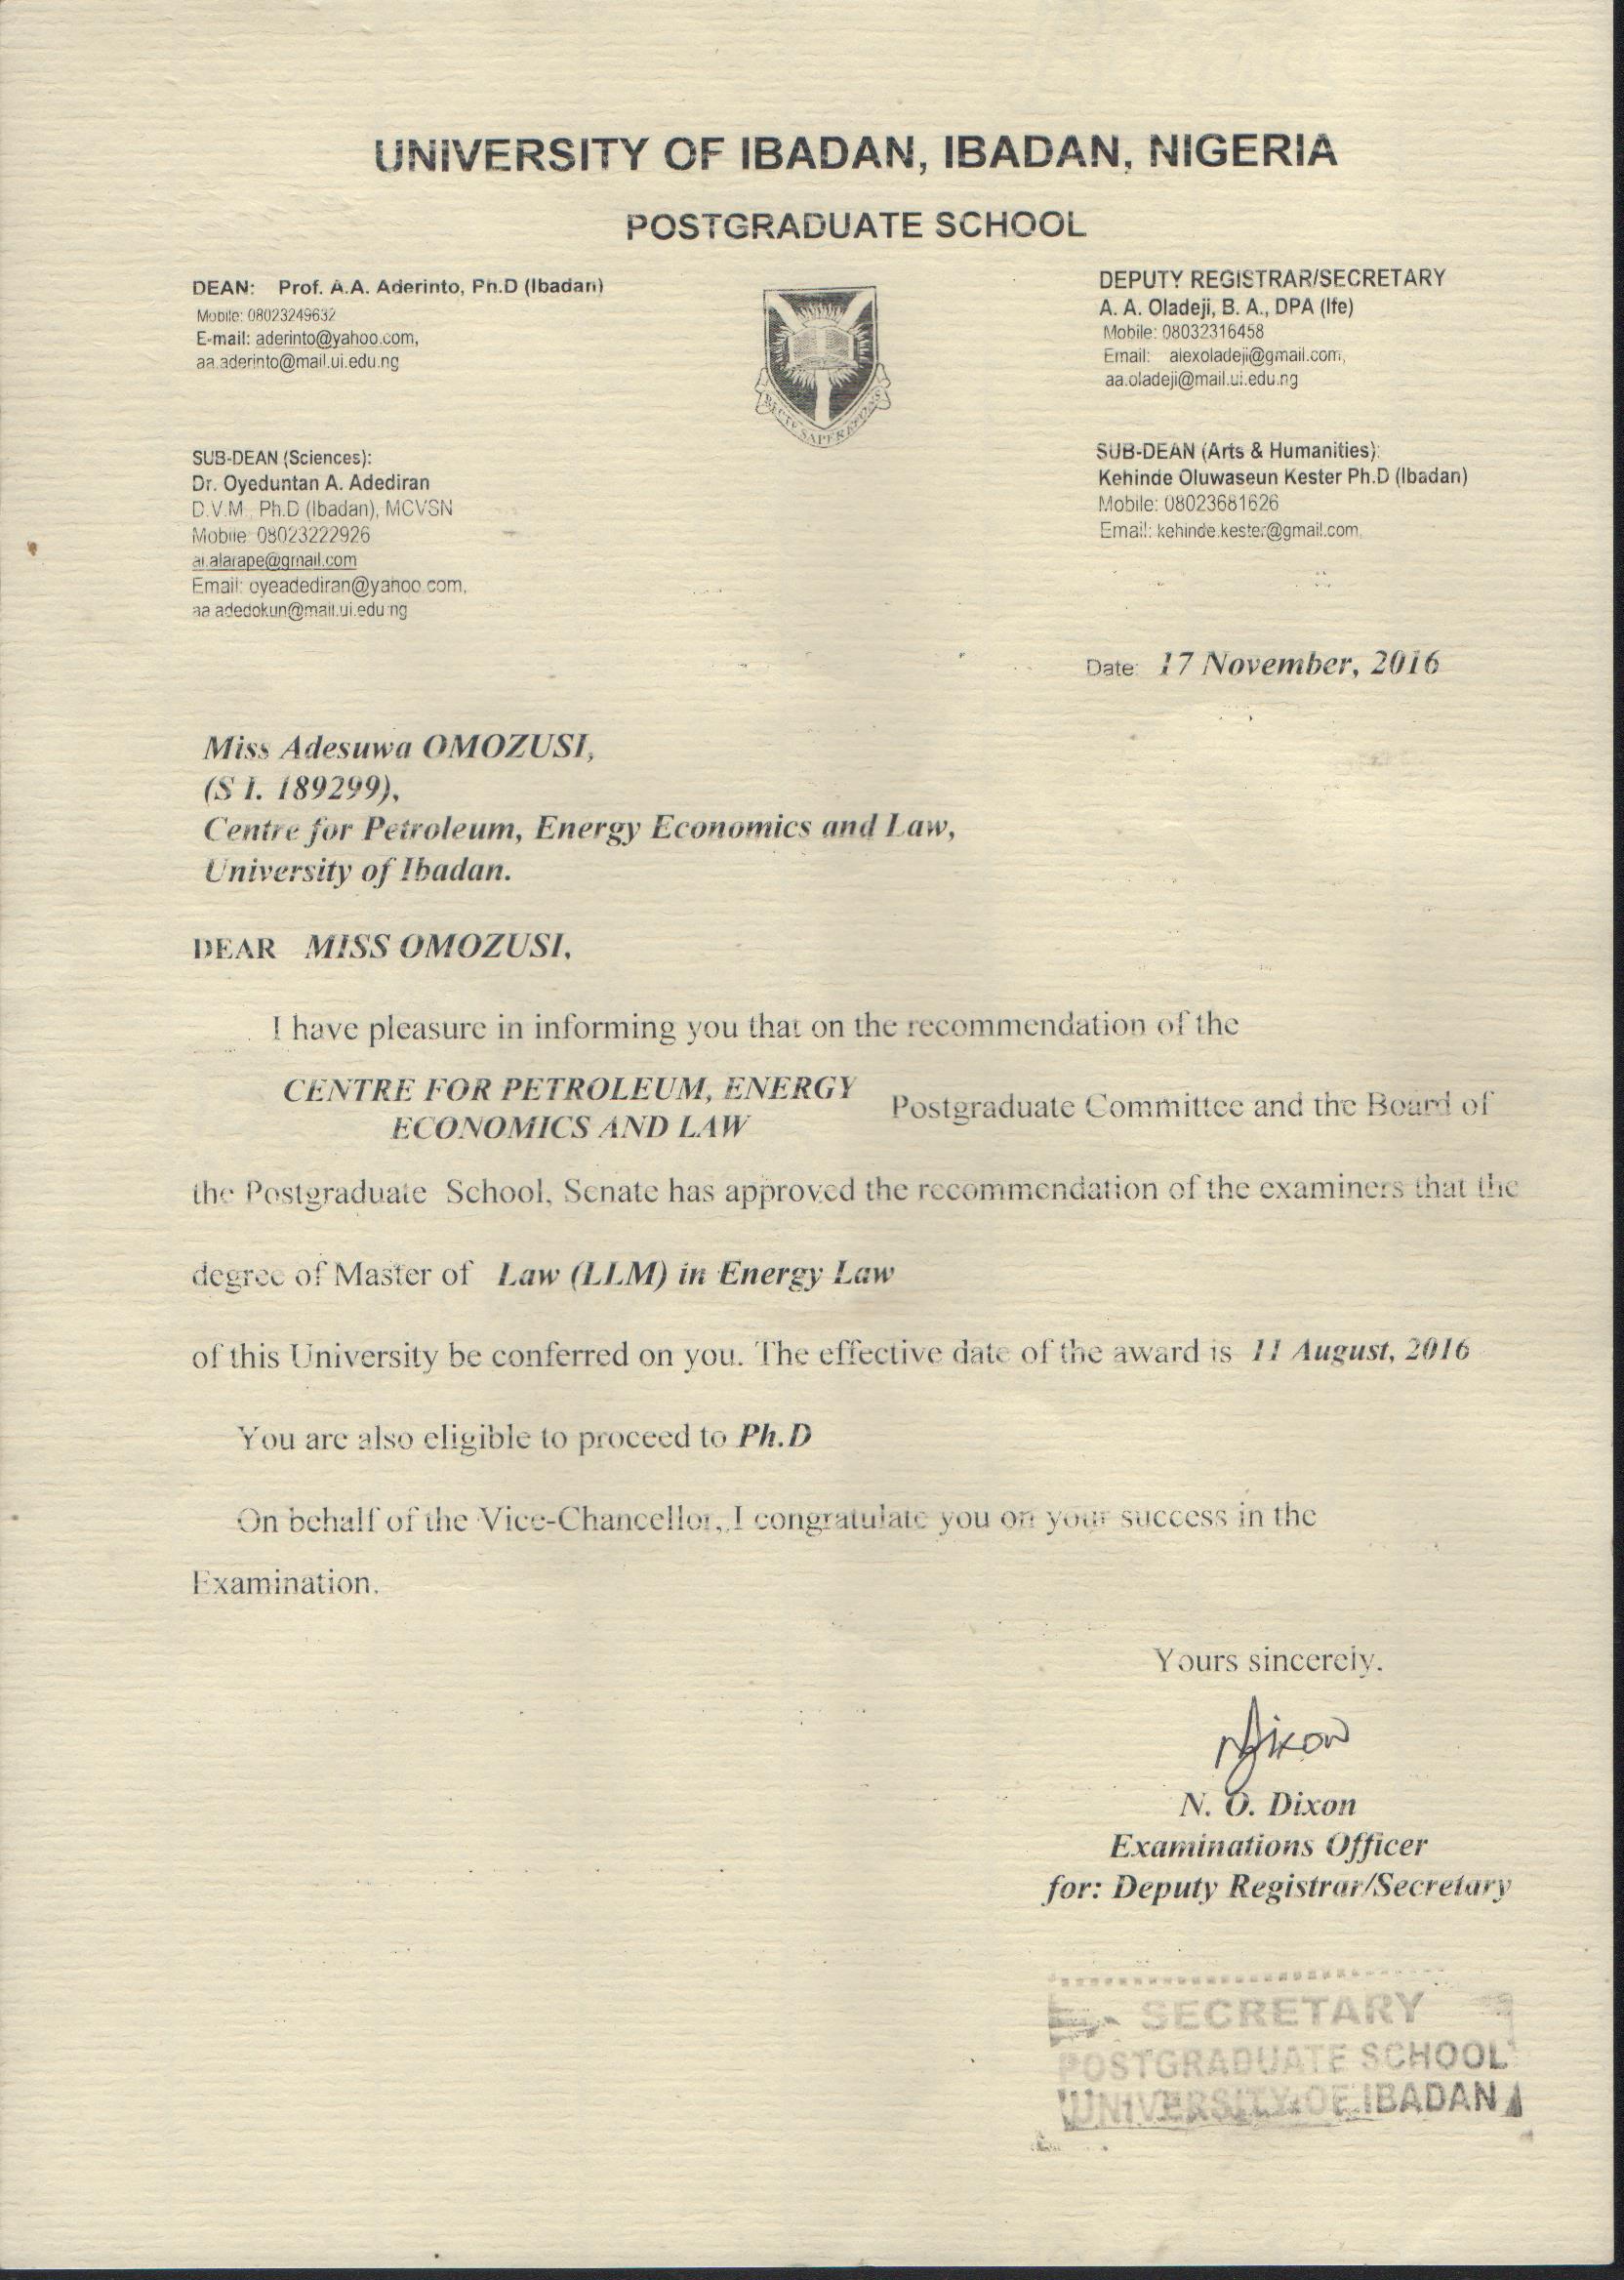 UNIVERSITY OF IBADAN, IBADAN, NIGERIA
POSTGRADUATE SCHOOL
DEAN: Prof. A.A. Aderinto, Ph.D (Ibadan)
Mobile: 08023249632
E-mail: aderinto@yahoo.com,
aa.aderinto@mail.ui.edu.ng
DEPUTY REGISTRAR/SECRETARY
A. A. Oladeji, B. A., DPA (Ife)
Mobile: 08032316458
Email: alexoladeji@gmail.com,
aa.oladeji@mail.ui.edu.ng
RECTE SAPERE FONS
SUB-DEAN (Sciences):
Dr. Oyeduntan A. Adediran
D.V.M., Ph.D (Ibadan), MCVSN
Mobile: 08023222926
ai.alarape@gmail.com
Email: oyeadediran@yahoo.com,
aa.adedokun@mail.ui.edu.ng
SUB-DEAN (Arts & Humanities):
Kehinde Oluwaseun Kester Ph.D (Ibadan)
Mobile: 08023681626
Email: kehinde.kester@gmail.com,
Date: 17 November, 2016
Miss Adesuwa OMOZUSI,
(S I. 189299),
Centre for Petroleum, Energy Economics and Law,
University of Ibadan.
DEAR MISS OMOZUSI,
I have pleasure in informing you that on the recommendation of the
CENTRE FOR PETROLEUM, ENERGY
ECONOMICS AND LAW
Postgraduate Committee and the Board of
the Postgraduate School, Senate has approved the recommendation of the examiners that the
degree of Master of Law (LLM) in Energy Law
of this University be conferred on you. The effective date of the award is 11 August, 2016
You are also eligible to proceed to Ph.D
On behalf of the Vice-Chancellor, I congratulate you on your success in the
Examination.
Yours sincerely,
NDixon
N. O. Dixon
Examinations Officer
for: Deputy Registrar/Secretary
SECRETARY
POSTGRADUATE SCHOOL
UNIVERSITY OF IBADAN